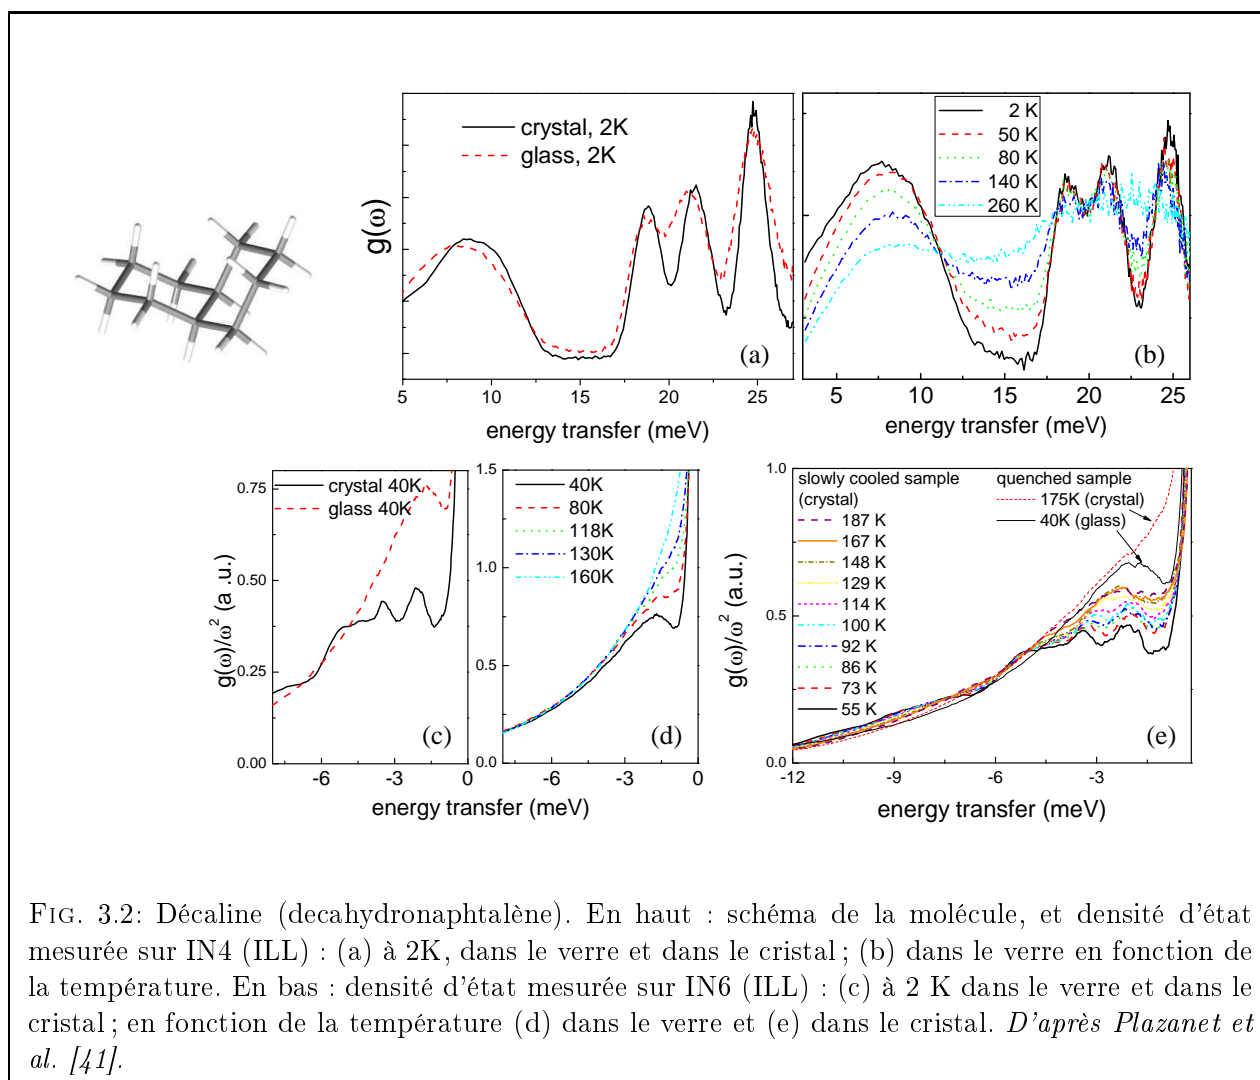 crystal, 2K
glass, 2K
g(ω)
(a)
5 10 15 20 25
energy transfer (meV)
2 K
50 K
80 K
140 K
260 K
(b)
5 10 15 20 25
energy transfer (meV)
crystal 40K
glass 40K
g(ω)/ω² (a .u.)
0.75
0.50
0.25
0.00
(c)
-6 -3 0
energy transfer (meV)
40K
80K
118K
130K
160K
1.5
1.0
0.5
0.0
(d)
-6 -3 0
slowly cooled sample
(crystal)
187 K
167 K
148 K
129 K
114 K
100 K
92 K
86 K
73 K
55 K
quenched sample
175K (crystal)
40K (glass)
g(ω)/ω² (a.u.)
1.0
0.5
0.0
(e)
-12 -9 -6 -3
energy transfer (meV)
FIG. 3.2: Décaline (decahydronaphtalène). En haut : schéma de la molécule, et densité d'état
mesurée sur IN4 (ILL) : (a) à 2K, dans le verre et dans le cristal ; (b) dans le verre en fonction de
la température. En bas : densité d'état mesurée sur IN6 (ILL) : (c) à 2 K dans le verre et dans le
cristal ; en fonction de la température (d) dans le verre et (e) dans le cristal. D'après Plazanet et
al. [41].